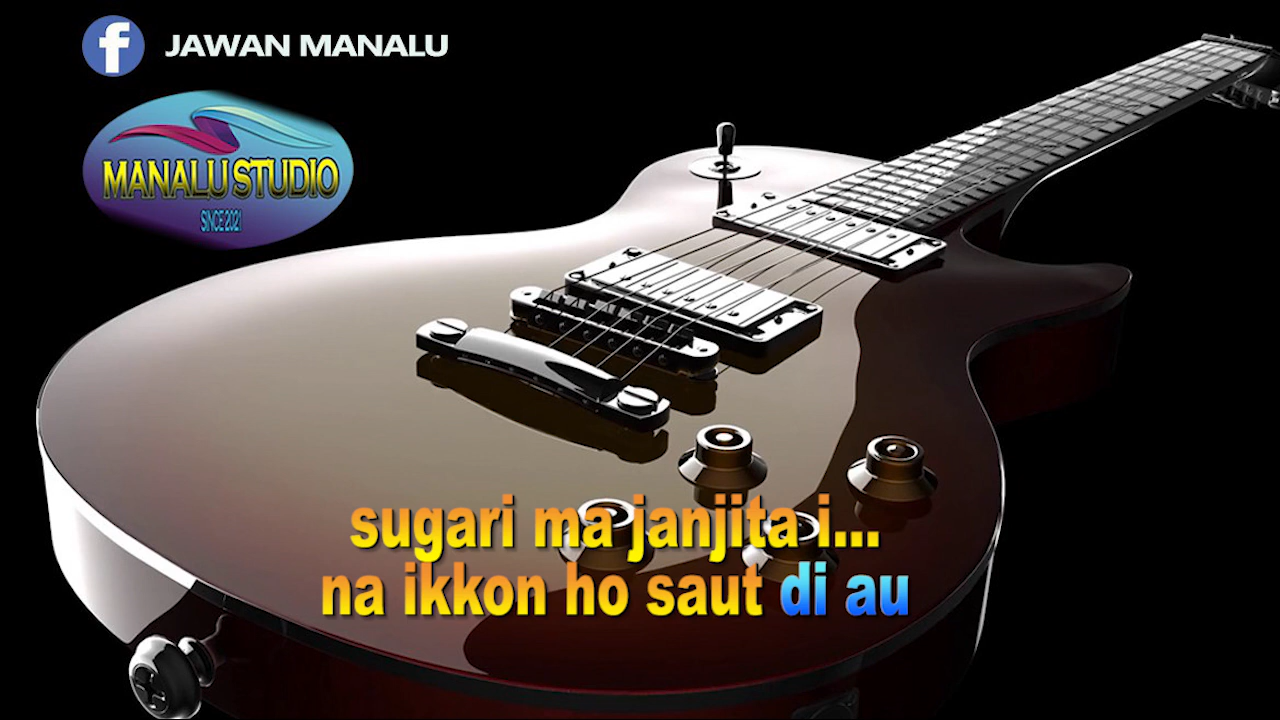 f JAWAN MANALU
MANALU STUDIO
SINCE 2021
sugari ma janjita i...
na ikkon ho saut di au